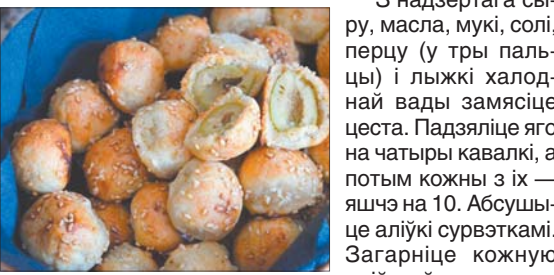 З надзёртага сы-
ру, масла, мукі, солі,
перцу (у тры паль-
цы) і лыжкі халод-
най вады замясіце
цеста. Падзяліце яго
на чатыры кавалкі, а
потым кожны з іх —
яшчэ на 10. Абсушы-
це аліўкі сурвэткамі.
Загарніце кожную